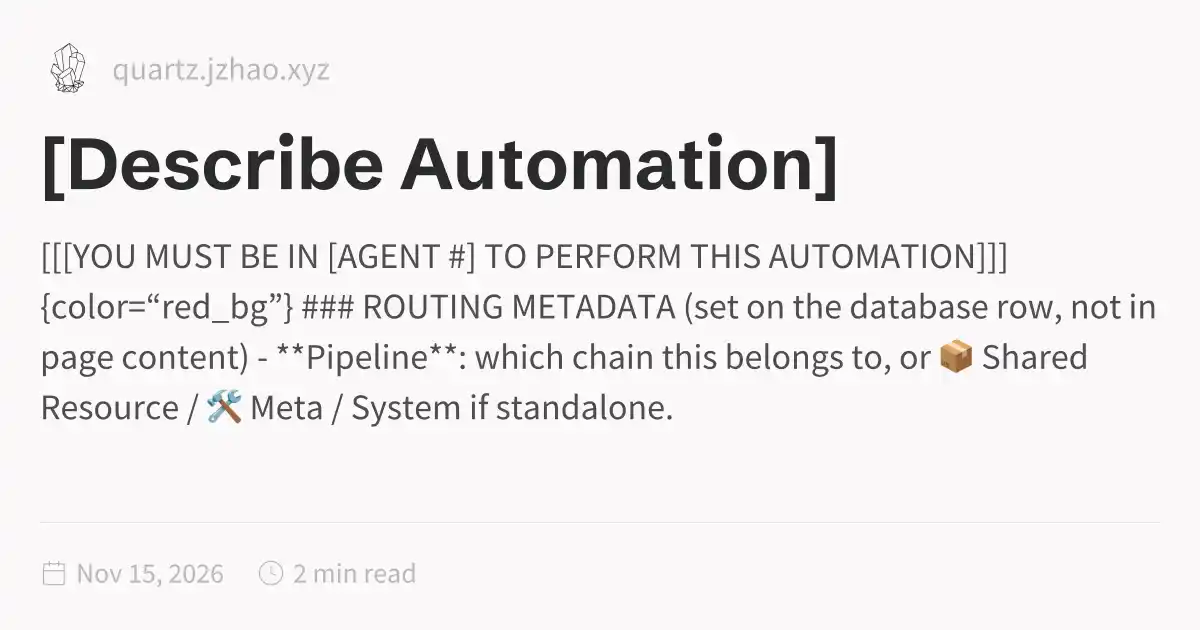 quartz.jzhao.xyz
[Describe Automation]
[[[YOU MUST BE IN [AGENT #] TO PERFORM THIS AUTOMATION]]]
{color=“red_bg”} ### ROUTING METADATA (set on the database row, not in
page content) - **Pipeline**: which chain this belongs to, or 📦 Shared
Resource / 🛠️ Meta / System if standalone.
Nov 15, 2026 2 min read